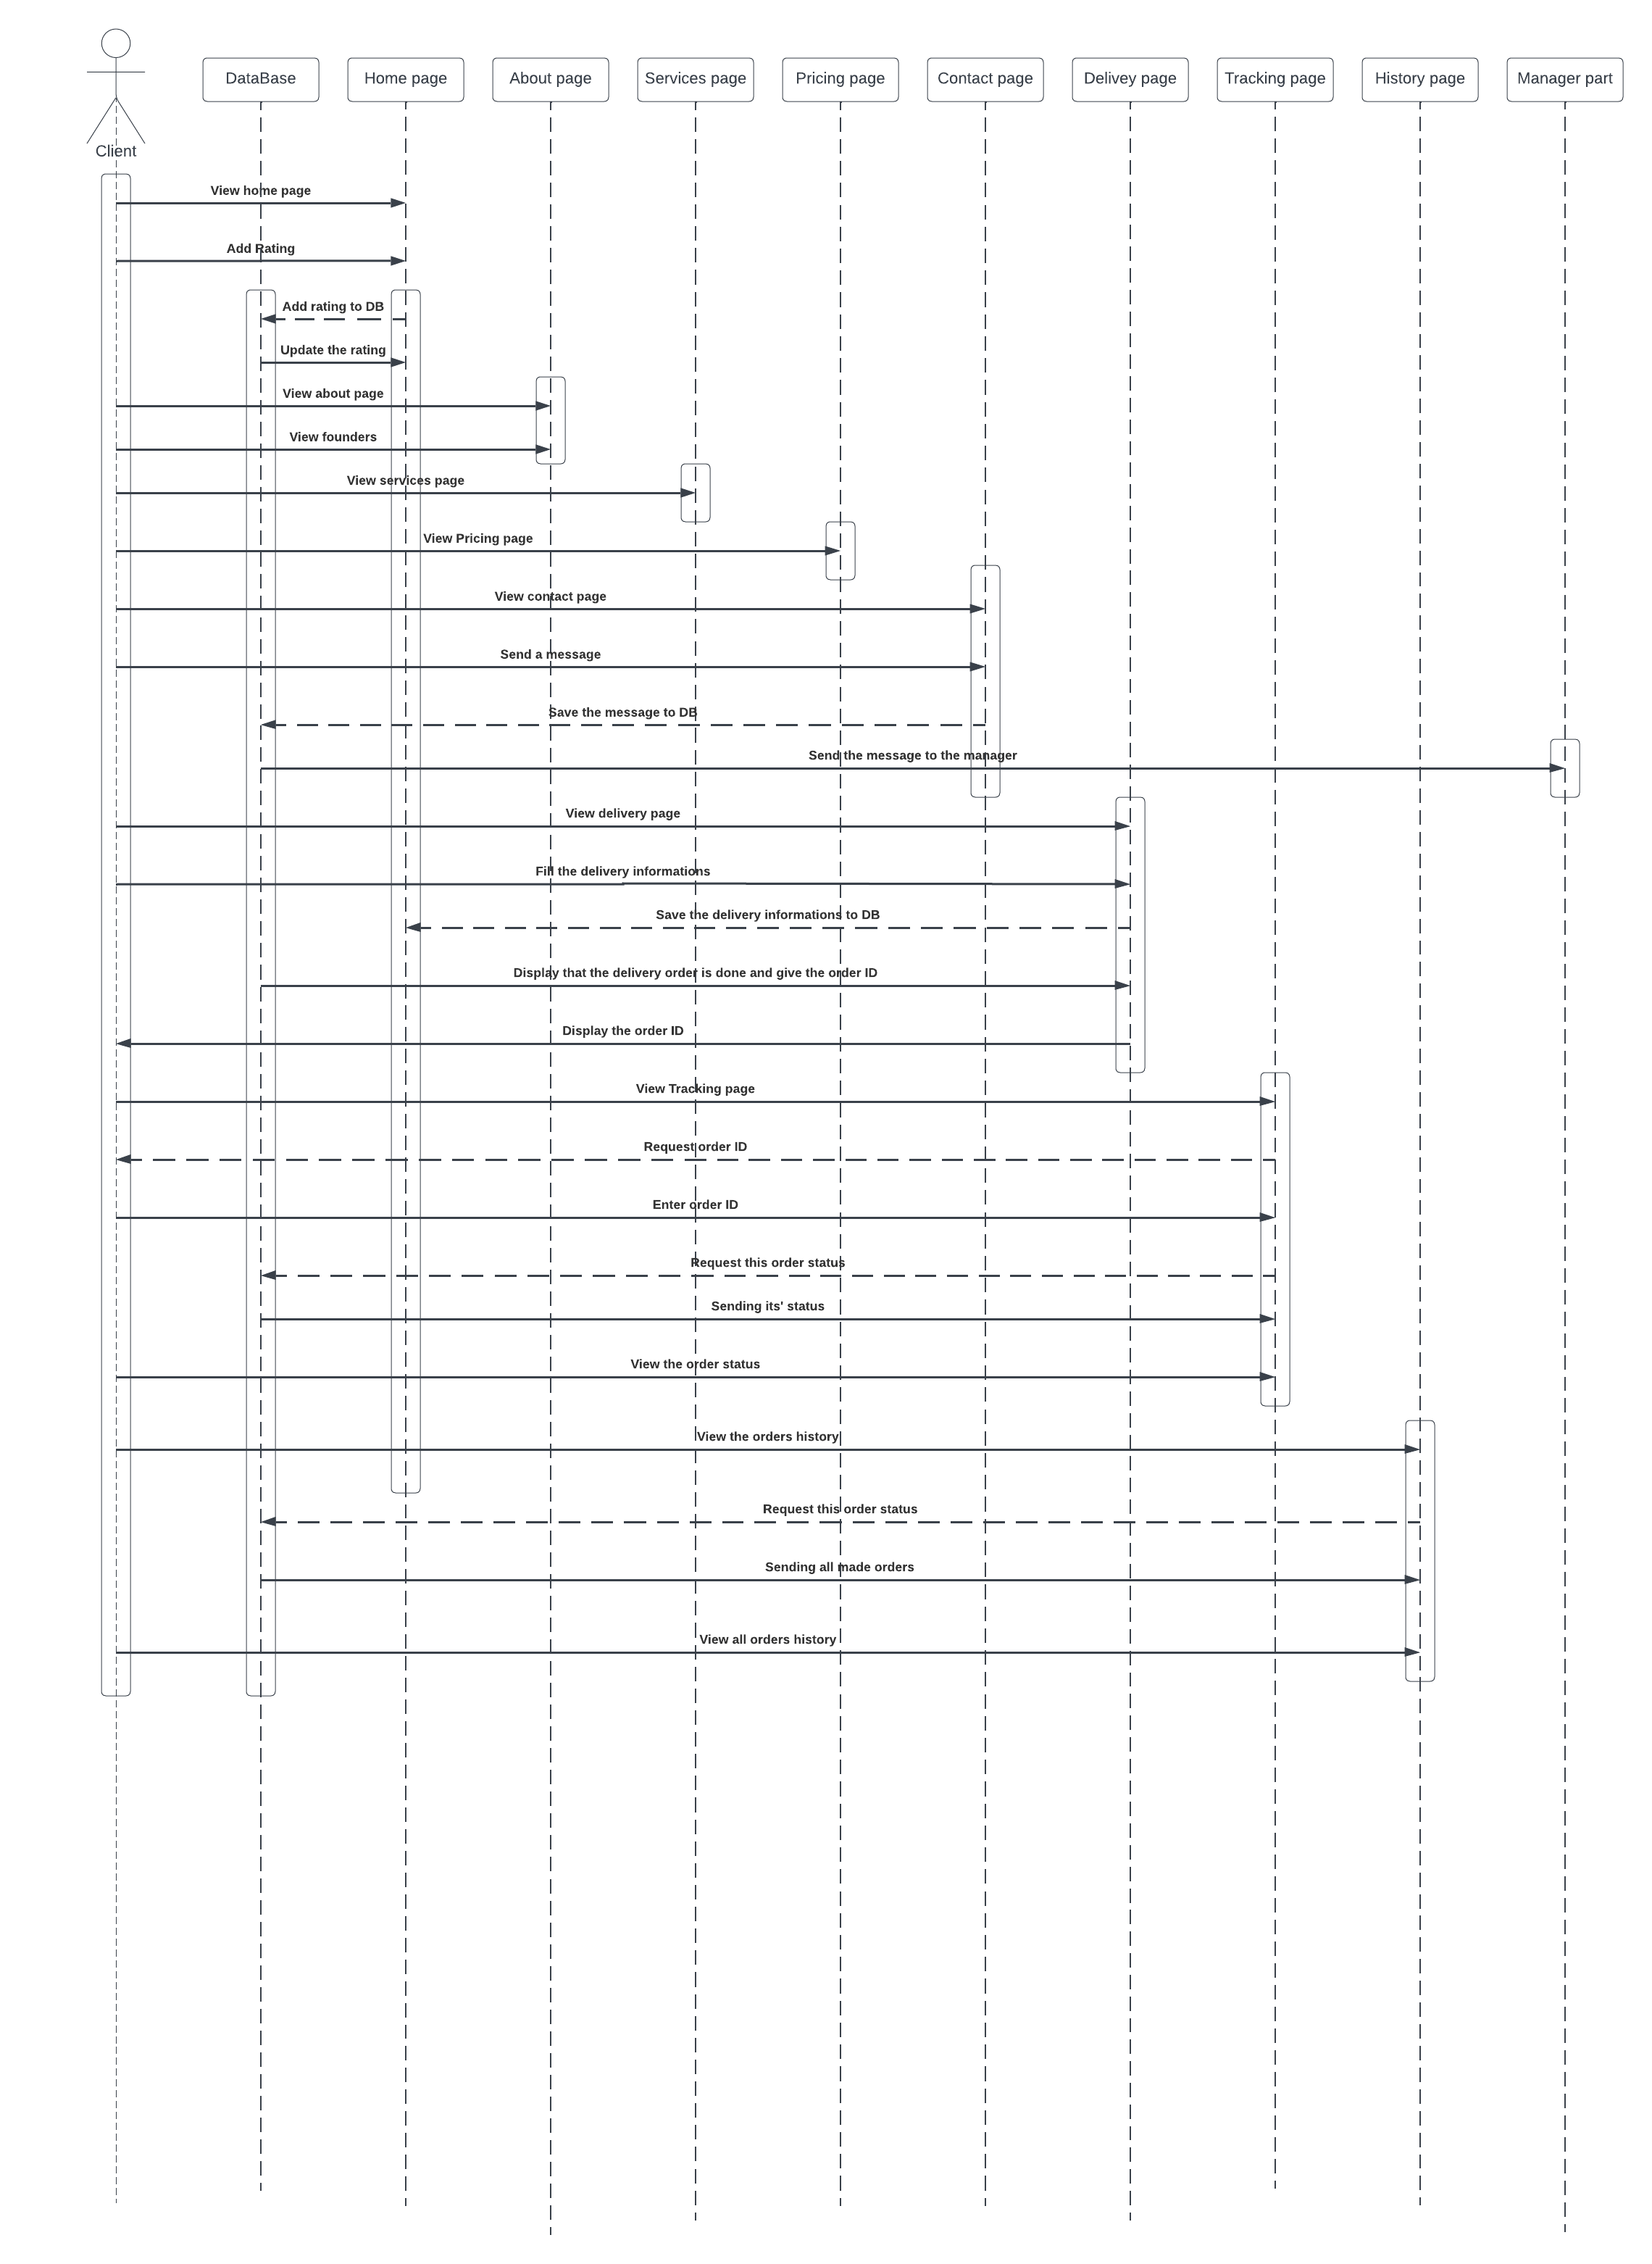 DataBase
Home page
About page
Services page
Pricing page
Contact page
Delivey page
Tracking page
History page
Manager part
Client
View home page
Add Rating
Add rating to DB
Update the rating
View about page
View founders
View services page
View Pricing page
View contact page
Send a message
Save the message to DB
Send the message to the manager
View delivery page
Fill the delivery informations
Save the delivery informations to DB
Display that the delivery order is done and give the order ID
Display the order ID
View Tracking page
Request order ID
Enter order ID
Request this order status
Sending its' status
View the order status
View the orders history
Request this order status
Sending all made orders
View all orders history